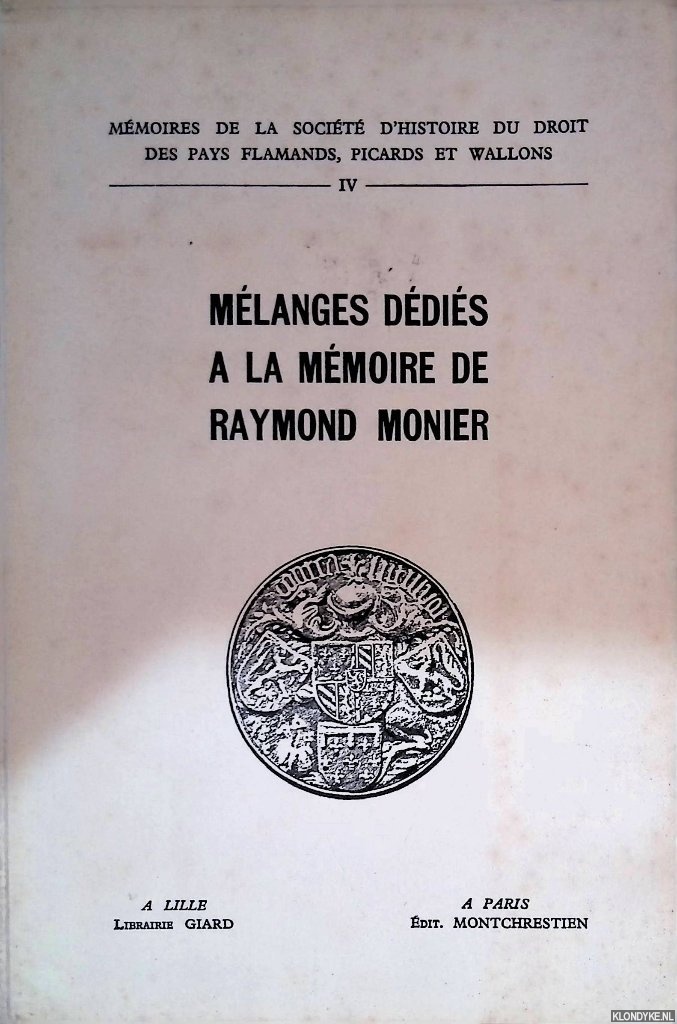 MÉMOIRES DE LA SOCIÉTÉ D'HISTOIRE DU DROIT
DES PAYS FLAMANDS, PICARDS ET WALLONS
IV
MÉLANGES DÉDIÉS
A LA MÉMOIRE DE
RAYMOND MONIER
A LILLE
LIBRAIRIE GIARD
A PARIS
ÉDIT. MONTCHRESTIEN
KLONDYKE.NL